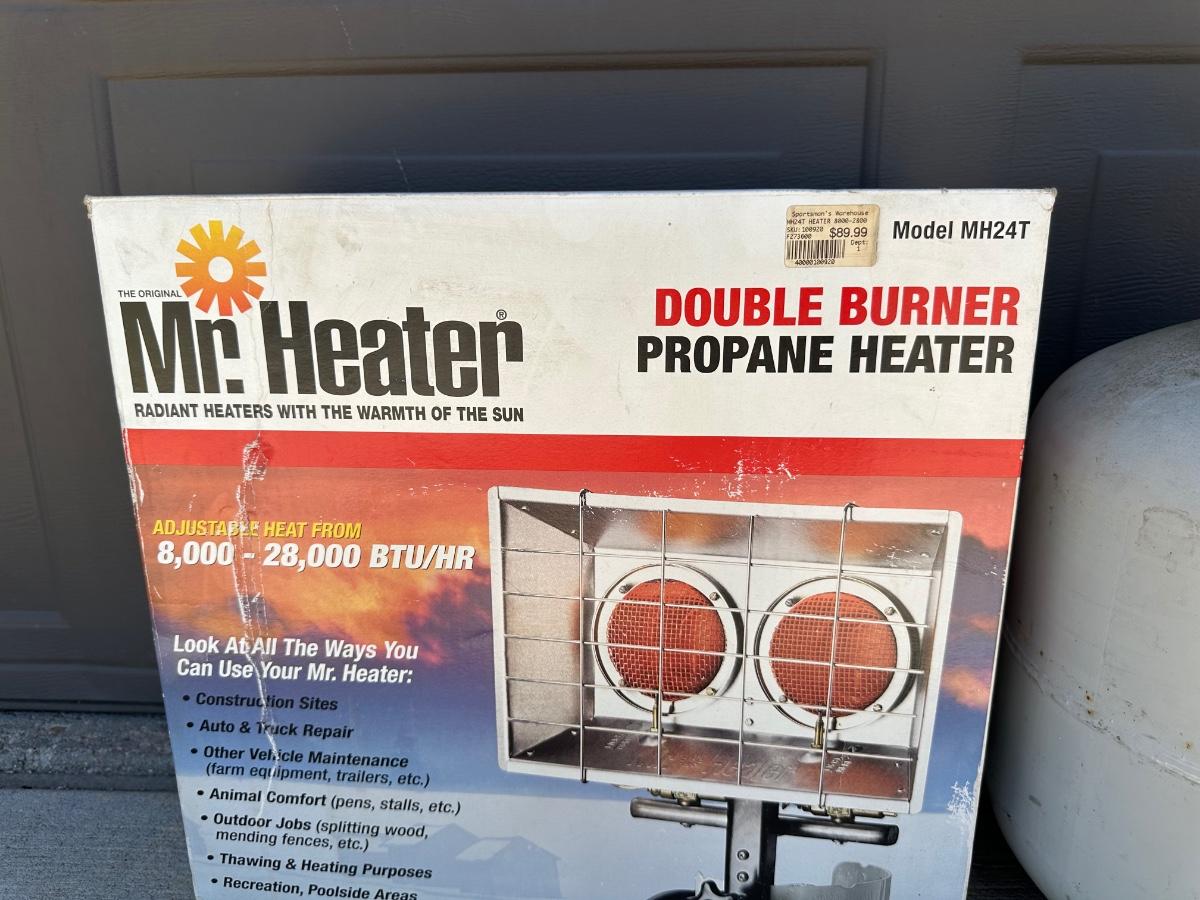 Sportsman's Warehouse
MH24T HEATER 8000-2800
SKU: 100920 $89.99
FZ73600 Dept:
1
40000100920
Model MH24T
THE ORIGINAL
Mr. Heater®
RADIANT HEATERS WITH THE WARMTH OF THE SUN
DOUBLE BURNER
PROPANE HEATER
ADJUSTABLE HEAT FROM
8,000 - 28,000 BTU/HR
Look At All The Ways You
Can Use Your Mr. Heater:
• Construction Sites
• Auto & Truck Repair
• Other Vehicle Maintenance
(farm equipment, trailers, etc.)
• Animal Comfort (pens, stalls, etc.)
• Outdoor Jobs (splitting wood,
mending fences, etc.)
• Thawing & Heating Purposes
• Recreation, Poolside Areas